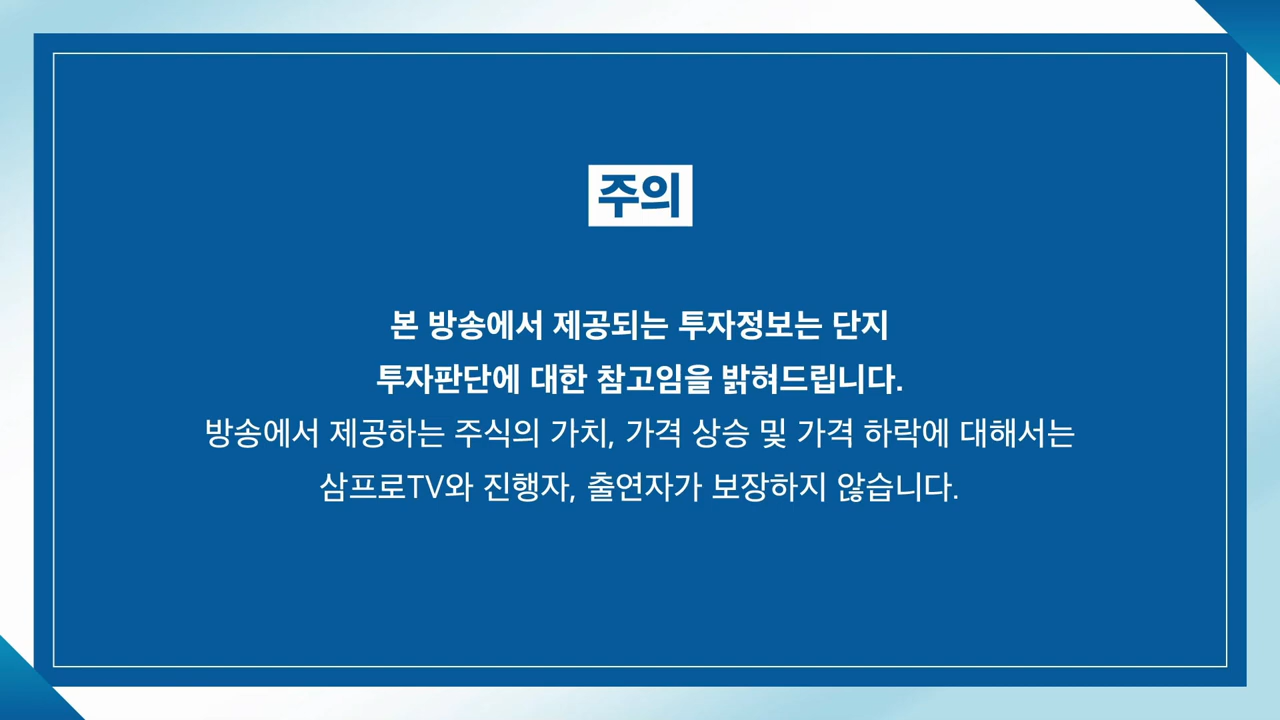 주의
본 방송에서 제공되는 투자정보는 단지
투자판단에 대한 참고임을 밝혀드립니다.
방송에서 제공하는 주식의 가치, 가격 상승 및 가격 하락에 대해서는
삼프로TV와 진행자, 출연자가 보장하지 않습니다.